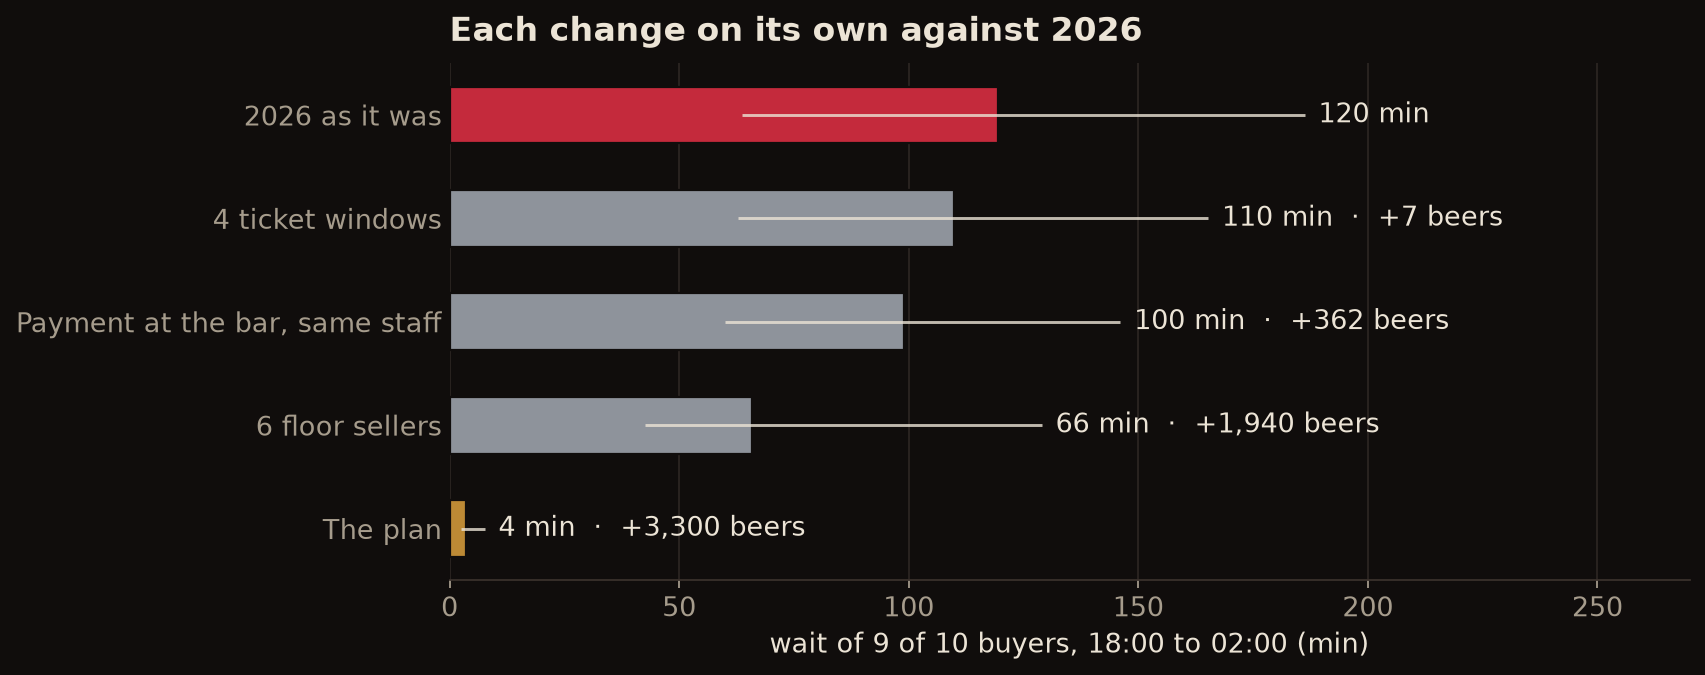 Each change on its own against 2026
2026 as it was
120 min
4 ticket windows
110 min · +7 beers
Payment at the bar, same staff
100 min · +362 beers
6 floor sellers
66 min · +1,940 beers
The plan
4 min · +3,300 beers
0 50 100 150 200 250
wait of 9 of 10 buyers, 18:00 to 02:00 (min)